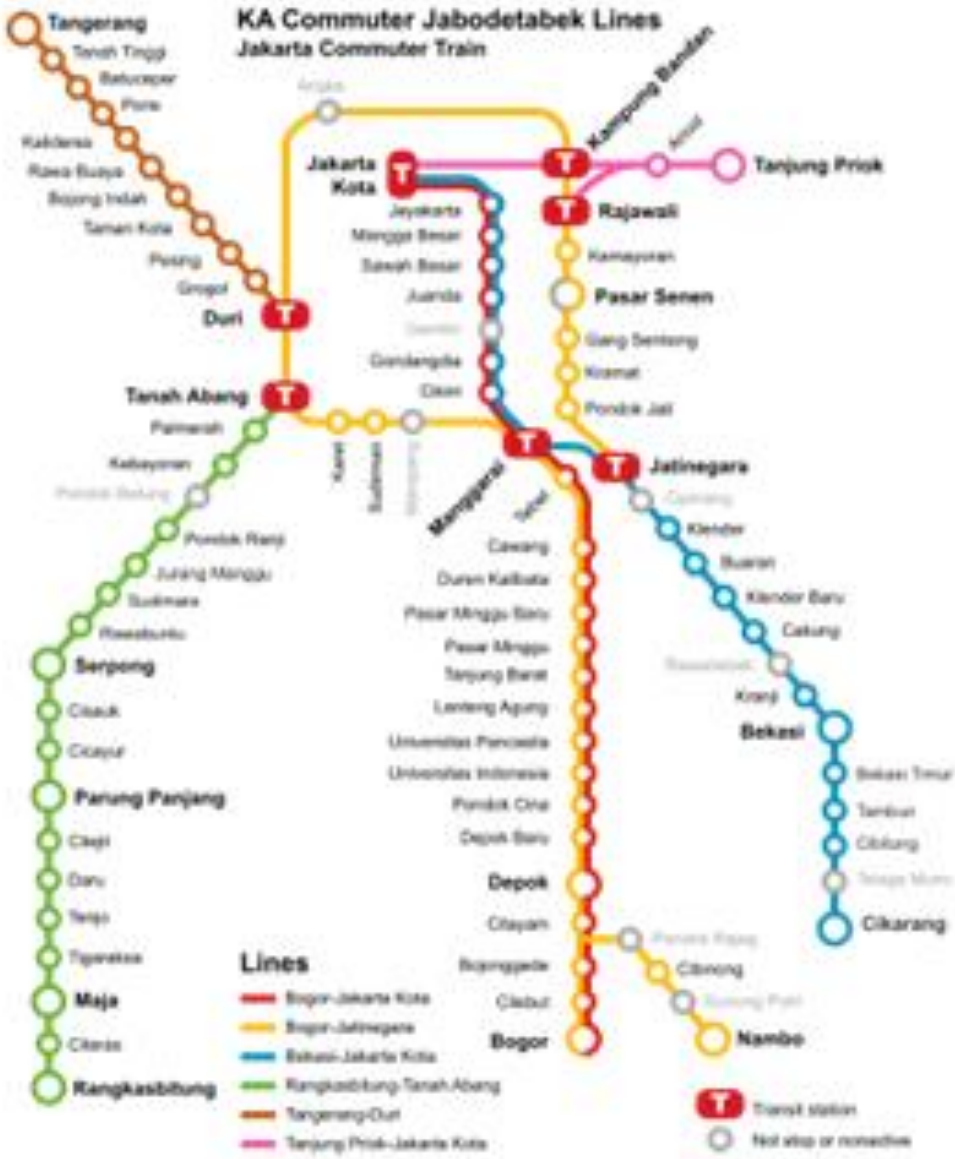 KA Commuter Jabodetabek Lines
Jakarta Commuter Train
Tangerang
Tanah Tinggi
Batuceper
Poris
Kalideres
Rawa Buaya
Bojong Indah
Taman Kota
Pesing
Grogol
Duri
Angke
Kampung Bandan
Jakarta
Kota
T
T
Ancol
Tanjung Priok
T
Rajawali
Jayakarta
Mangga Besar
Sawah Besar
Juanda
Gondangdia
Cikini
Kemayoran
Pasar Senen
Gang Sentiong
Kramat
Pondok Jati
T
Tanah Abang
T
Palmerah
Kebayoran
Pondok Ranji
Jurang Manggu
Sudimara
Rawabuntu
Serpong
Cisauk
Cicayur
Parung Panjang
Cilejit
Daru
Tenjo
Tigaraksa
Maja
Citeras
Rangkasbitung
Karet
Sudirman
Manggarai
T
T
Jatinegara
Tebet
Cawang
Duren Kalibata
Pasar Minggu Baru
Pasar Minggu
Tanjung Barat
Lenteng Agung
Universitas Pancasila
Universitas Indonesia
Pondok Cina
Depok Baru
Depok
Citayam
Bojonggede
Cilebut
Bogor
Cibinong
Nambo
Klender
Buaran
Klender Baru
Cakung
Kranji
Bekasi
Bekasi Timur
Tambun
Cibitung
Cikarang
Lines
Bogor-Jakarta Kota
Bogor-Jatinegara
Bekasi-Jakarta Kota
Rangkasbitung-Tanah Abang
Tangerang-Duri
Tanjung Priok-Jakarta Kota
T Transit station
Not stop or nonactive